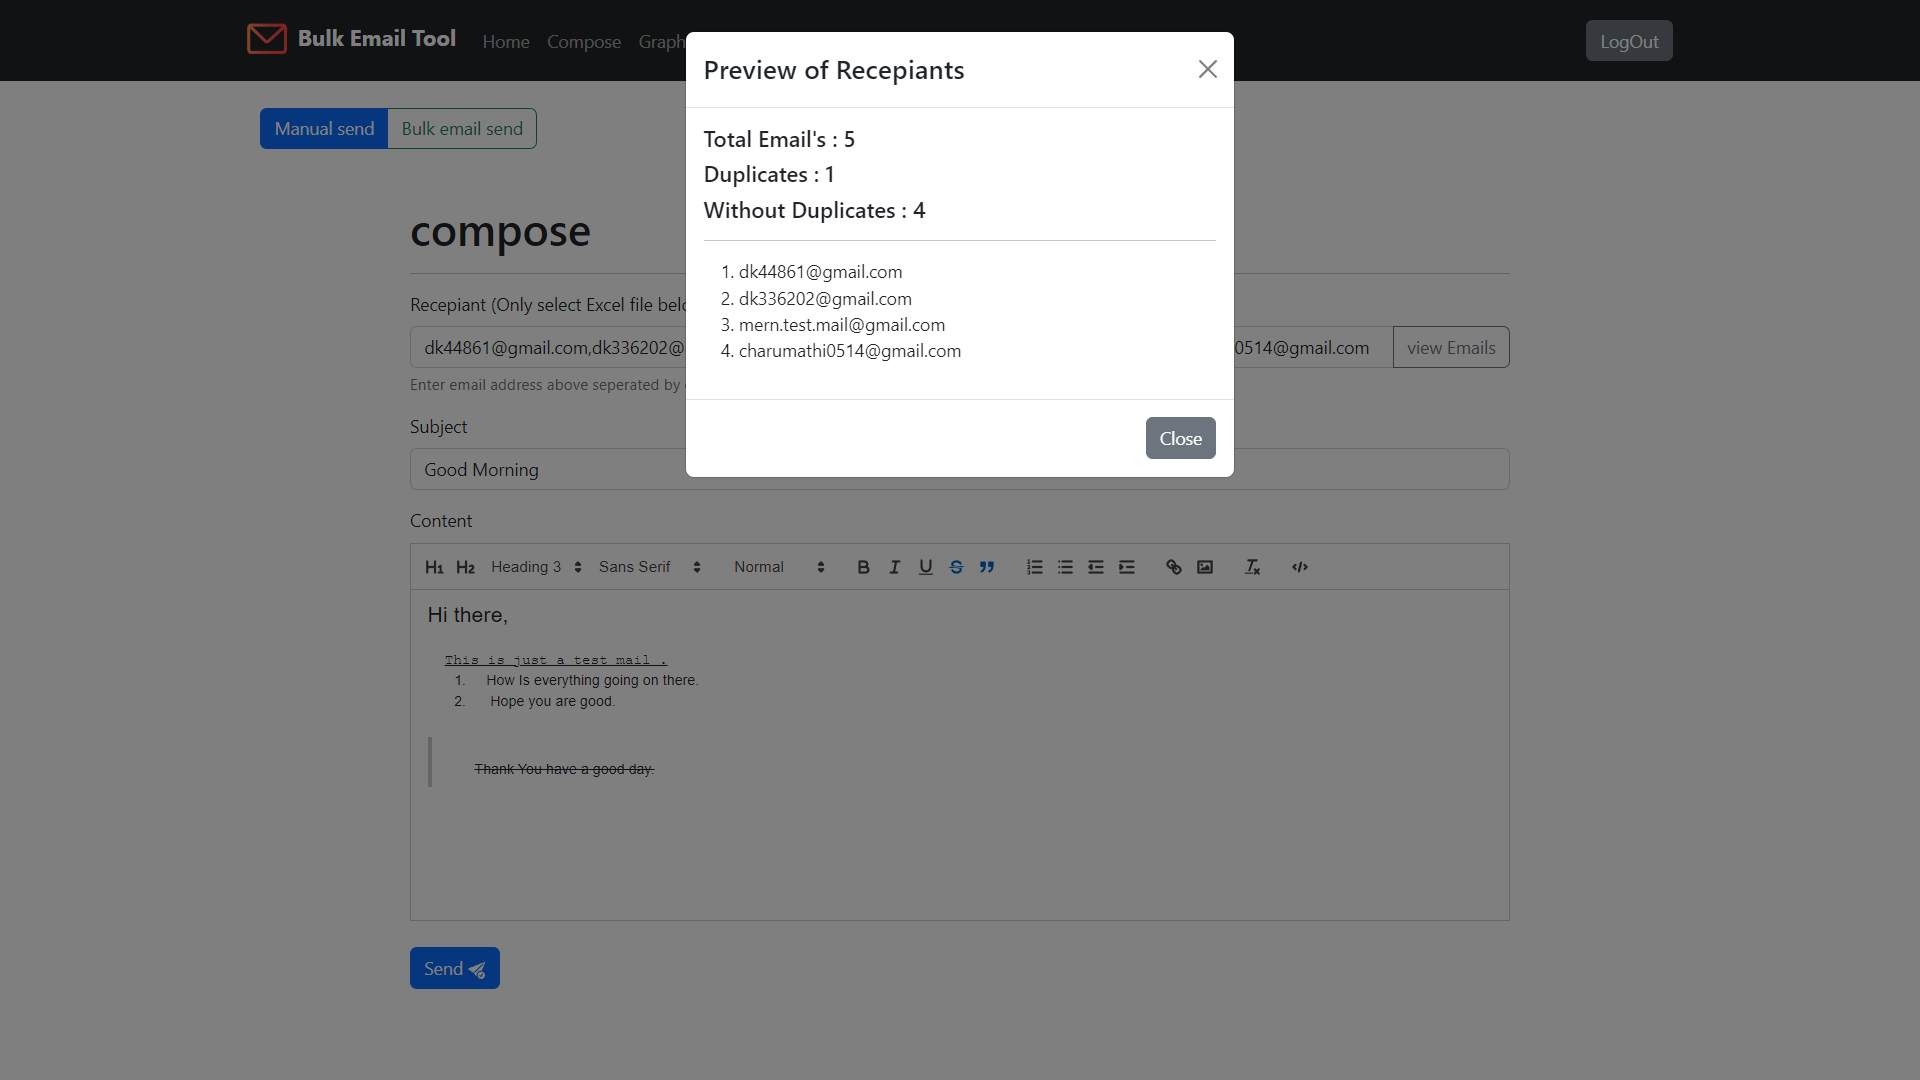 Bulk Email Tool Home Compose Graph LogOut
Preview of Recepiants
Manual send Bulk email send
Total Email's : 5
Duplicates : 1
Without Duplicates : 4
compose
1. dk44861@gmail.com
2. dk336202@gmail.com
3. mern.test.mail@gmail.com
4. charumathi0514@gmail.com
Recepiant (Only select Excel file belo
dk44861@gmail.com,dk336202@ 0514@gmail.com view Emails
Enter email address above seperated by
Close
Subject
Good Morning
Content
H1 H2 Heading 3 Sans Serif Normal B I U S
Hi there,
This is just a test mail .
1. How Is everything going on there.
2. Hope you are good.
Thank You have a good day.
Send